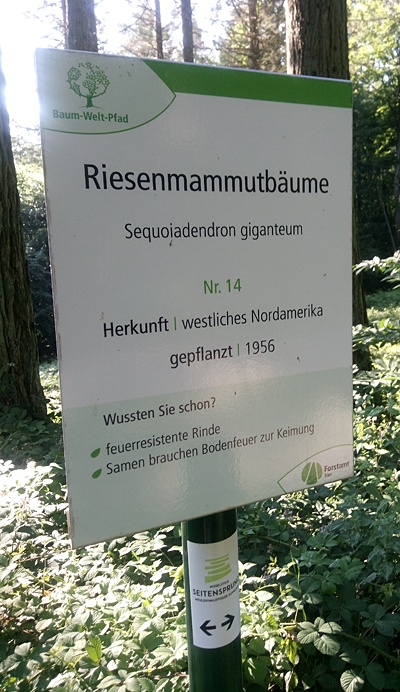 Baum-Welt-Pfad
Riesenmammutbäume
Sequoiadendron giganteum
Nr. 14
Herkunft | westliches Nordamerika
gepflanzt | 1956
Wussten Sie schon?
feuerresistente Rinde
Samen brauchen Bodenfeuer zur Keimung
Forstamt
Trier
SEITENSPRUNG